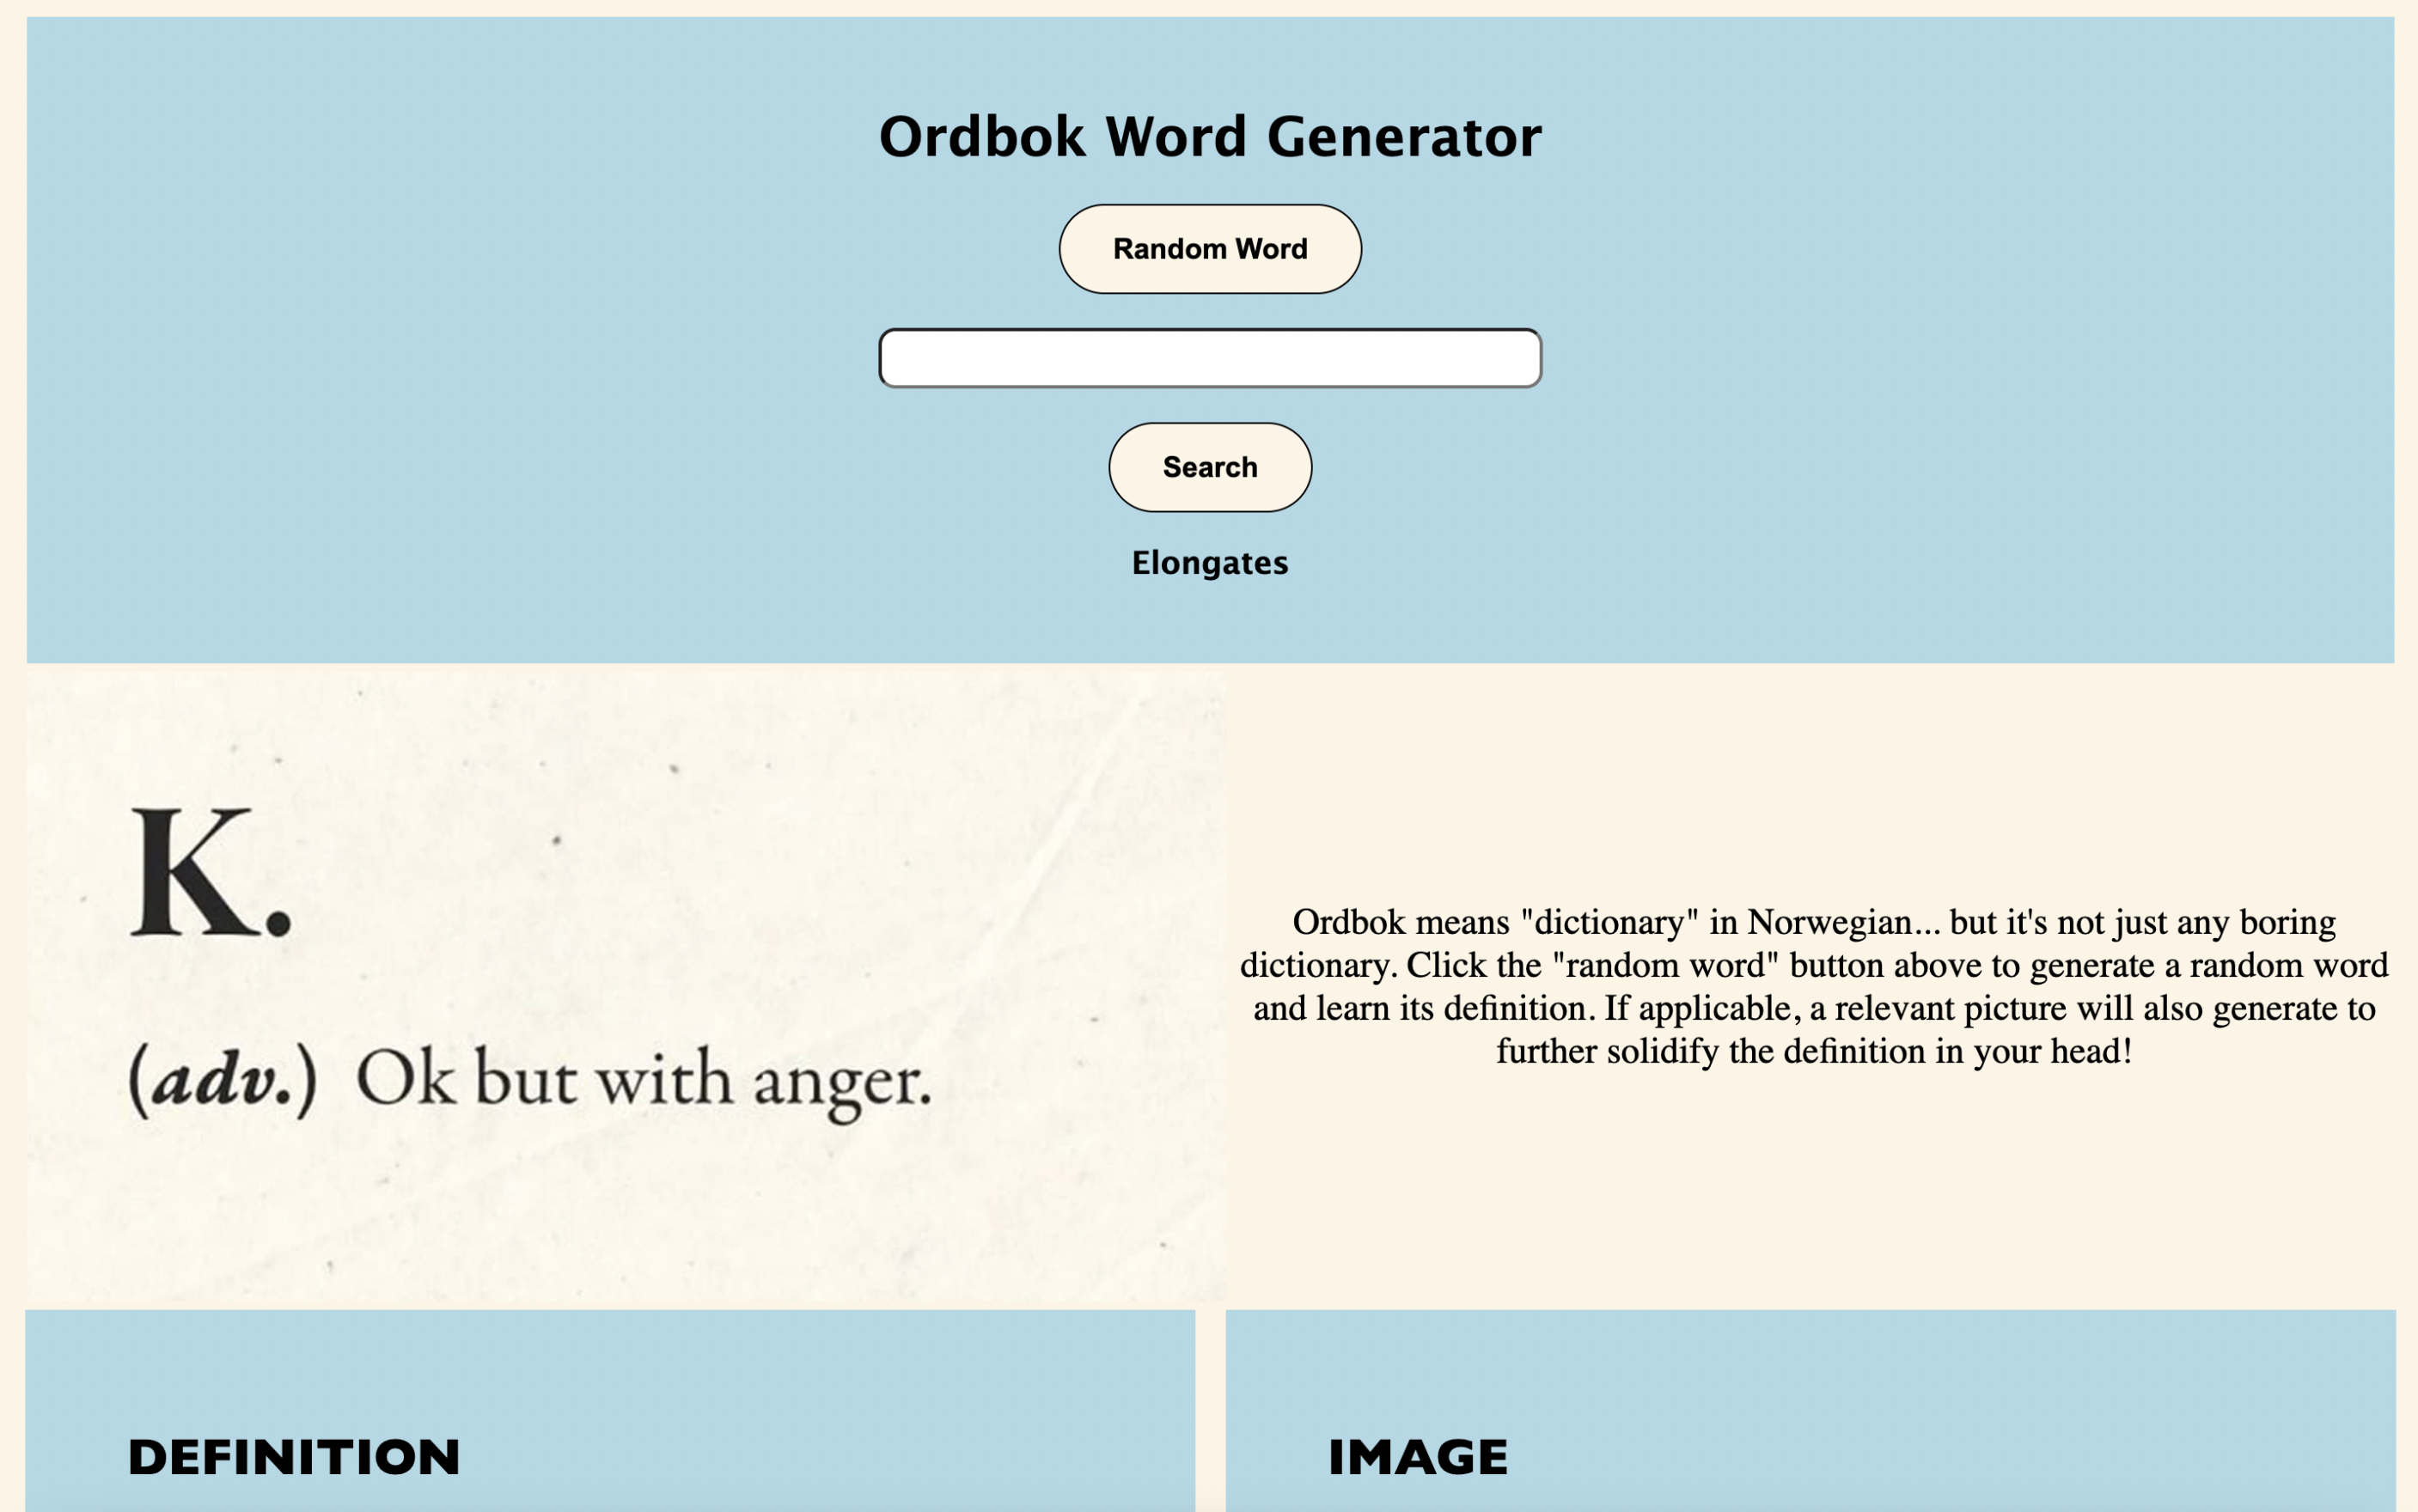 Ordbok Word Generator
Random Word
Search
Elongates
K.
(adv.) Ok but with anger.
Ordbok means "dictionary" in Norwegian... but it's not just any boring
dictionary. Click the "random word" button above to generate a random word
and learn its definition. If applicable, a relevant picture will also generate to
further solidify the definition in your head!
DEFINITION
IMAGE